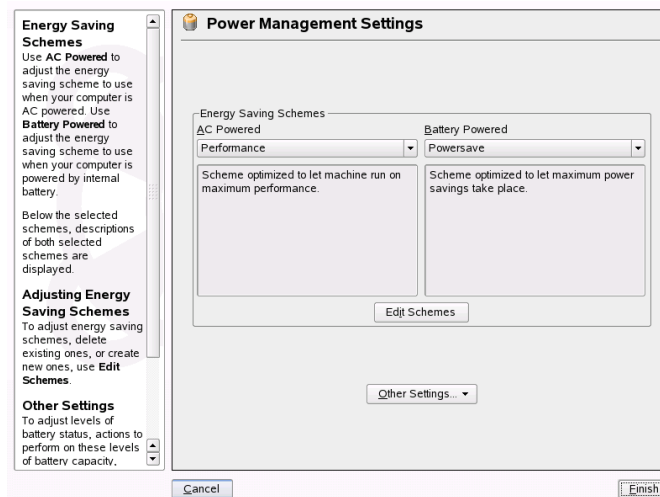 Energy Saving
Schemes
Use AC Powered to
adjust the energy
saving scheme to use
when your computer is
AC powered. Use
Battery Powered to
adjust the energy
saving scheme to use
when your computer is
powered by internal
battery.
Below the selected
schemes, descriptions
of both selected
schemes are
displayed.
Adjusting Energy
Saving Schemes
To adjust energy saving
schemes, delete
existing ones, or create
new ones, use Edit
Schemes.
Other Settings
To adjust levels of
battery status, actions to
perform on these levels
of battery capacity,
Power Management Settings
Energy Saving Schemes
AC Powered
Performance
Scheme optimized to let machine run on
maximum performance.
Battery Powered
Powersave
Scheme optimized to let maximum power
savings take place.
Edit Schemes
Other Settings...
Cancel
Finish